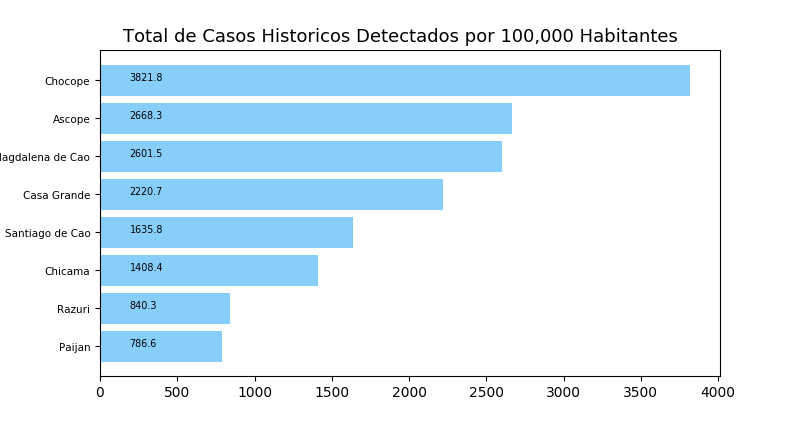 Total de Casos Historicos Detectados por 100,000 Habitantes
Chocope 3821.8
Ascope 2668.3
agdalena de Cao 2601.5
Casa Grande 2220.7
Santiago de Cao 1635.8
Chicama 1408.4
Razuri 840.3
Paijan 786.6
0 500 1000 1500 2000 2500 3000 3500 4000